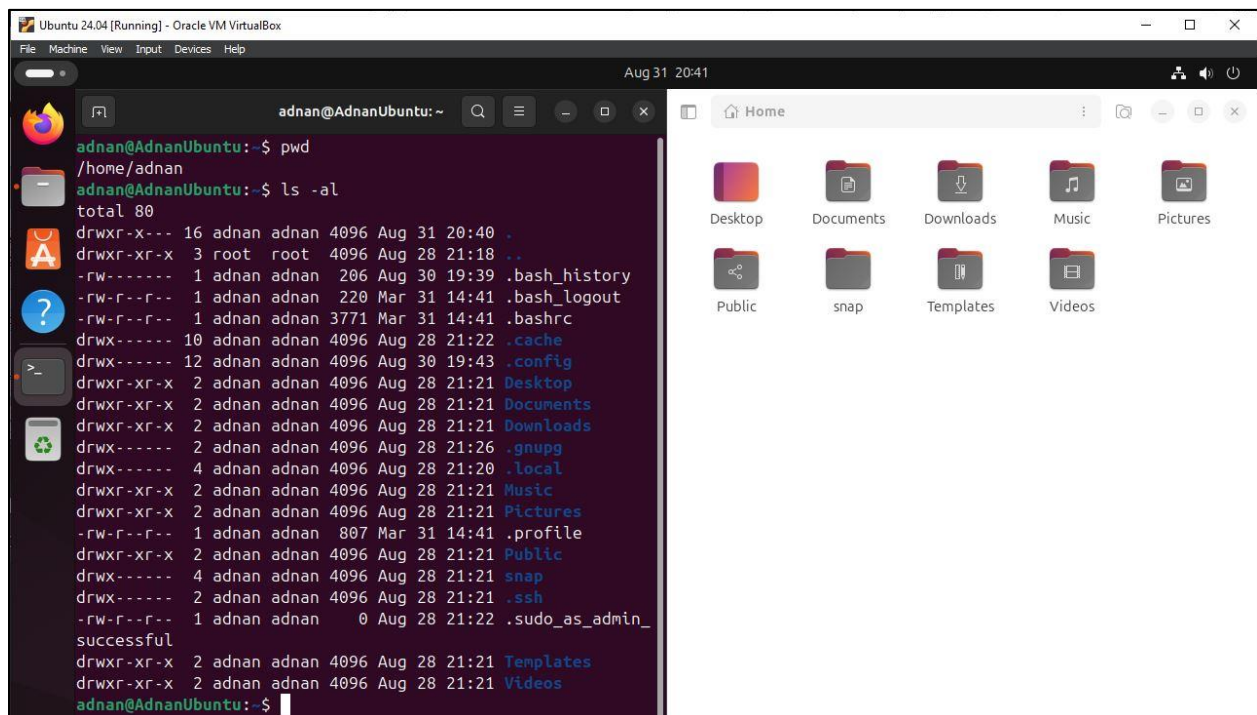 Ubuntu 24.04 [Running] - Oracle VM VirtualBox
File Machine View Input Devices Help
Aug 31 20:41
adnan@AdnanUbuntu: ~
adnan@AdnanUbuntu:~$ pwd
/home/adnan
adnan@AdnanUbuntu:~$ ls -al
total 80
drwxr-x--- 16 adnan adnan 4096 Aug 31 20:40 .
drwxr-xr-x  3 root  root  4096 Aug 28 21:18 ..
-rw-------  1 adnan adnan  206 Aug 30 19:39 .bash_history
-rw-r--r--  1 adnan adnan  220 Mar 31 14:41 .bash_logout
-rw-r--r--  1 adnan adnan 3771 Mar 31 14:41 .bashrc
drwx------ 10 adnan adnan 4096 Aug 28 21:22 .cache
drwx------ 12 adnan adnan 4096 Aug 30 19:43 .config
drwxr-xr-x  2 adnan adnan 4096 Aug 28 21:21 Desktop
drwxr-xr-x  2 adnan adnan 4096 Aug 28 21:21 Documents
drwxr-xr-x  2 adnan adnan 4096 Aug 28 21:21 Downloads
drwx------  2 adnan adnan 4096 Aug 28 21:26 .gnupg
drwx------  4 adnan adnan 4096 Aug 28 21:20 .local
drwxr-xr-x  2 adnan adnan 4096 Aug 28 21:21 Music
drwxr-xr-x  2 adnan adnan 4096 Aug 28 21:21 Pictures
-rw-r--r--  1 adnan adnan  807 Mar 31 14:41 .profile
drwxr-xr-x  2 adnan adnan 4096 Aug 28 21:21 Public
drwx------  4 adnan adnan 4096 Aug 28 21:21 snap
drwx------  2 adnan adnan 4096 Aug 28 21:21 .ssh
-rw-r--r--  1 adnan adnan    0 Aug 28 21:22 .sudo_as_admin_
successful
drwxr-xr-x  2 adnan adnan 4096 Aug 28 21:21 Templates
drwxr-xr-x  2 adnan adnan 4096 Aug 28 21:21 Videos
adnan@AdnanUbuntu:~$
Home
Desktop Documents Downloads Music Pictures
Public snap Templates Videos